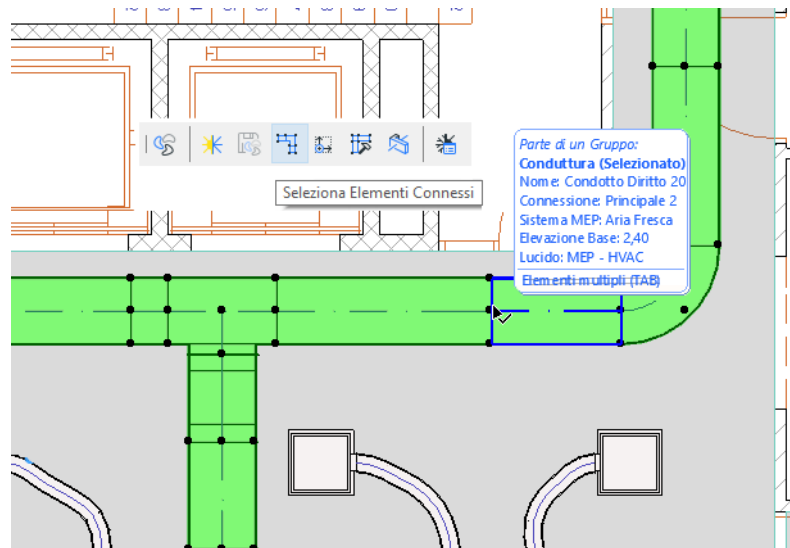 Seleziona Elementi Connessi
Parte di un Gruppo:
Conduttura (Selezionato)
Nome: Condotto Diritto 20
Connessione: Principale 2
Sistema MEP: Aria Fresca
Elevazione Base: 2,40
Lucido: MEP - HVAC
Elementi multipli (TAB)